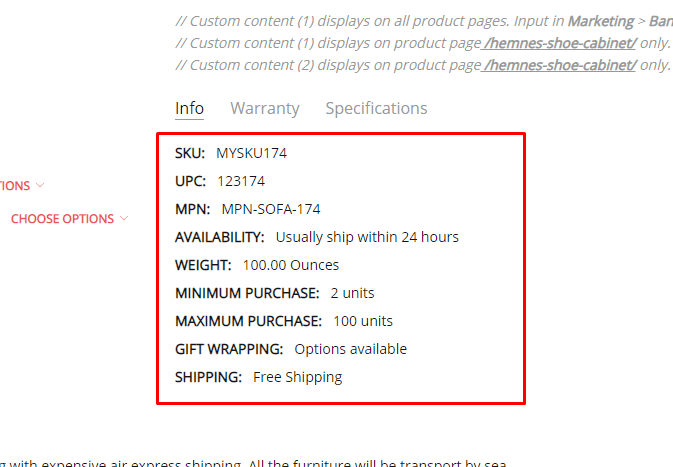 // Custom content (1) displays on all product pages. Input in Marketing > Ban
// Custom content (1) displays on product page /hemnes-shoe-cabinet/ only.
// Custom content (2) displays on product page /hemnes-shoe-cabinet/ only.
Info Warranty Specifications
SKU: MYSKU174
UPC: 123174
TIONS
MPN: MPN-SOFA-174
CHOOSE OPTIONS
AVAILABILITY: Usually ship within 24 hours
WEIGHT: 100.00 Ounces
MINIMUM PURCHASE: 2 units
MAXIMUM PURCHASE: 100 units
GIFT WRAPPING: Options available
SHIPPING: Free Shipping
g with expensive air express shipping. All the furniture will be transport by sea